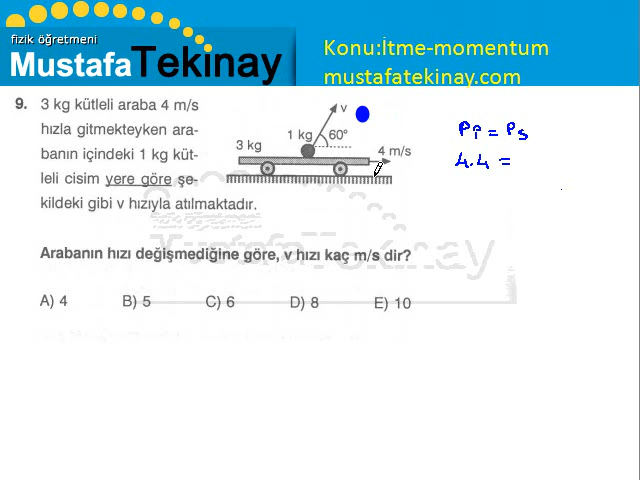 fizik öğretmeni
MustafaTekinay
Konu:İtme-momentum
mustafatekinay.com
9. 3 kg kütleli araba 4 m/s
hızla gitmekteyken ara-
banın içindeki 1 kg küt-
leli cisim yere göre şe-
kildeki gibi v hızıyla atılmaktadır.
v
1 kg 60°
3 kg
4 m/s
Pi = Ps
4.4 =
MustafaTekinay
Arabanın hızı değişmediğine göre, v hızı kaç m/s dir?
A) 4 B) 5 C) 6 D) 8 E) 10